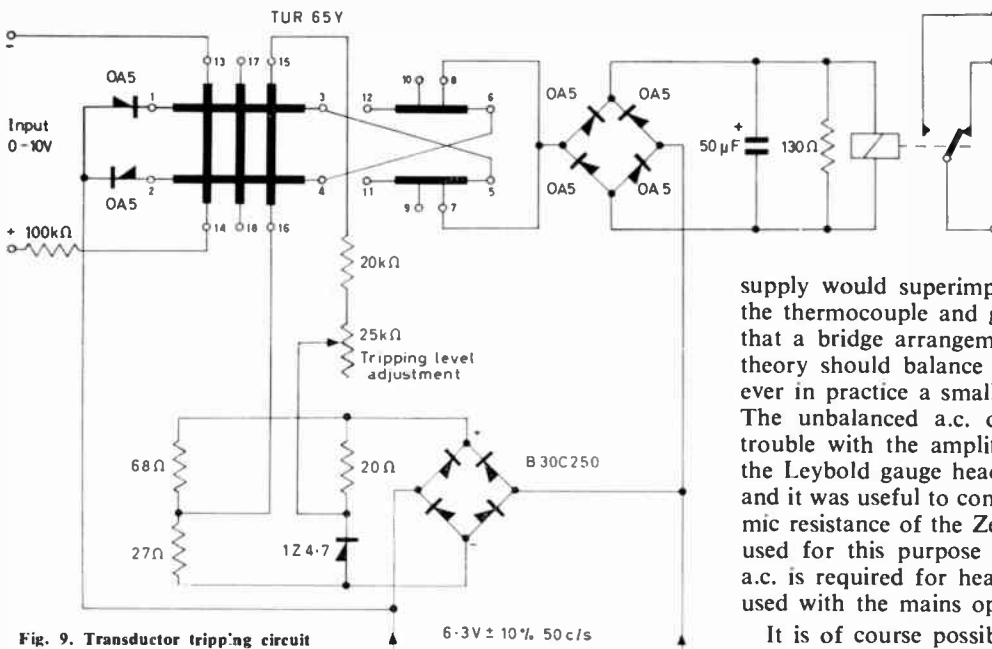 TUR 65Y
–
13 17 15
OA5
1
3
12
10 8
6
OA5 OA5
Input
0-10V
+
50µF
130Ω
2
4
11
5
OA5
OA5 OA5
9 7
+ 100kΩ
14 18 16
20kΩ
25kΩ
Tripping level
adjustment
68Ω
20Ω
+
B30C250
27Ω
1Z4·7
–
6·3V ± 10% 50c/s
Fig. 9. Transductor tripping circuit
supply would superimp
the thermocouple and g
that a bridge arrangem
theory should balance
ever in practice a small
The unbalanced a.c. c
trouble with the amplit
the Leybold gauge head
and it was useful to con
mic resistance of the Ze
used for this purpose
a.c. is required for hea
used with the mains op
It is of course possib